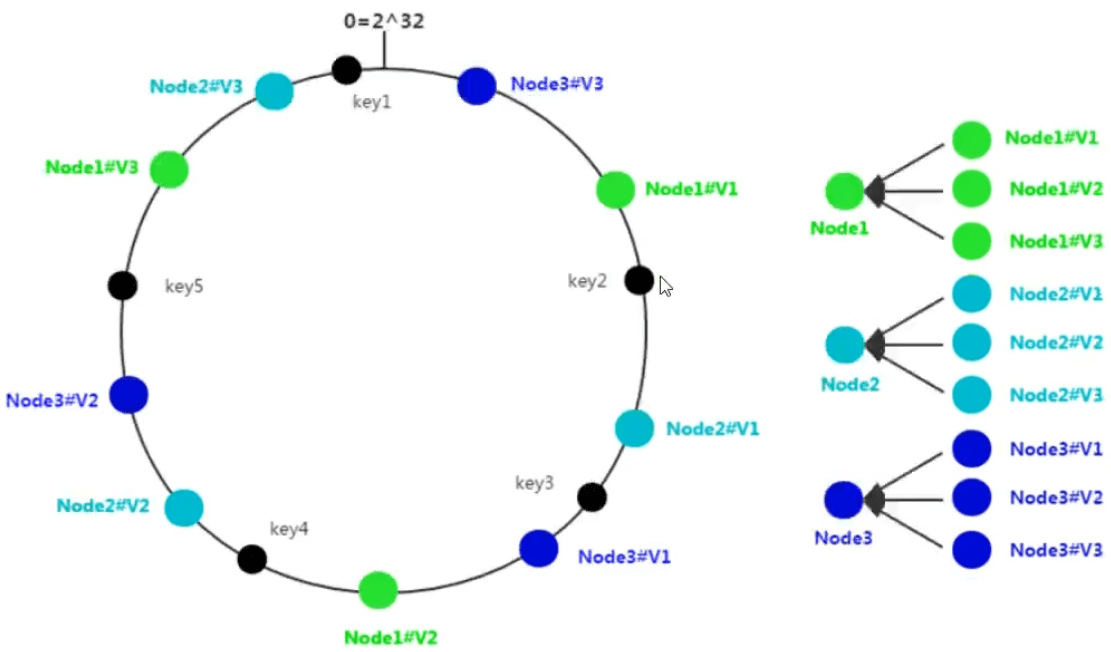 0=2^32
Node2#V3
key1
Node3#V3
Node1#V3
Node1#V1
key2
key5
Node3#V2
Node2#V1
key3
Node2#V2
key4
Node3#V1
Node1#V2
Node1#V1
Node1#V2
Node1
Node1#V3
Node2#V1
Node2#V2
Node2
Node2#V3
Node3#V1
Node3#V2
Node3
Node3#V3